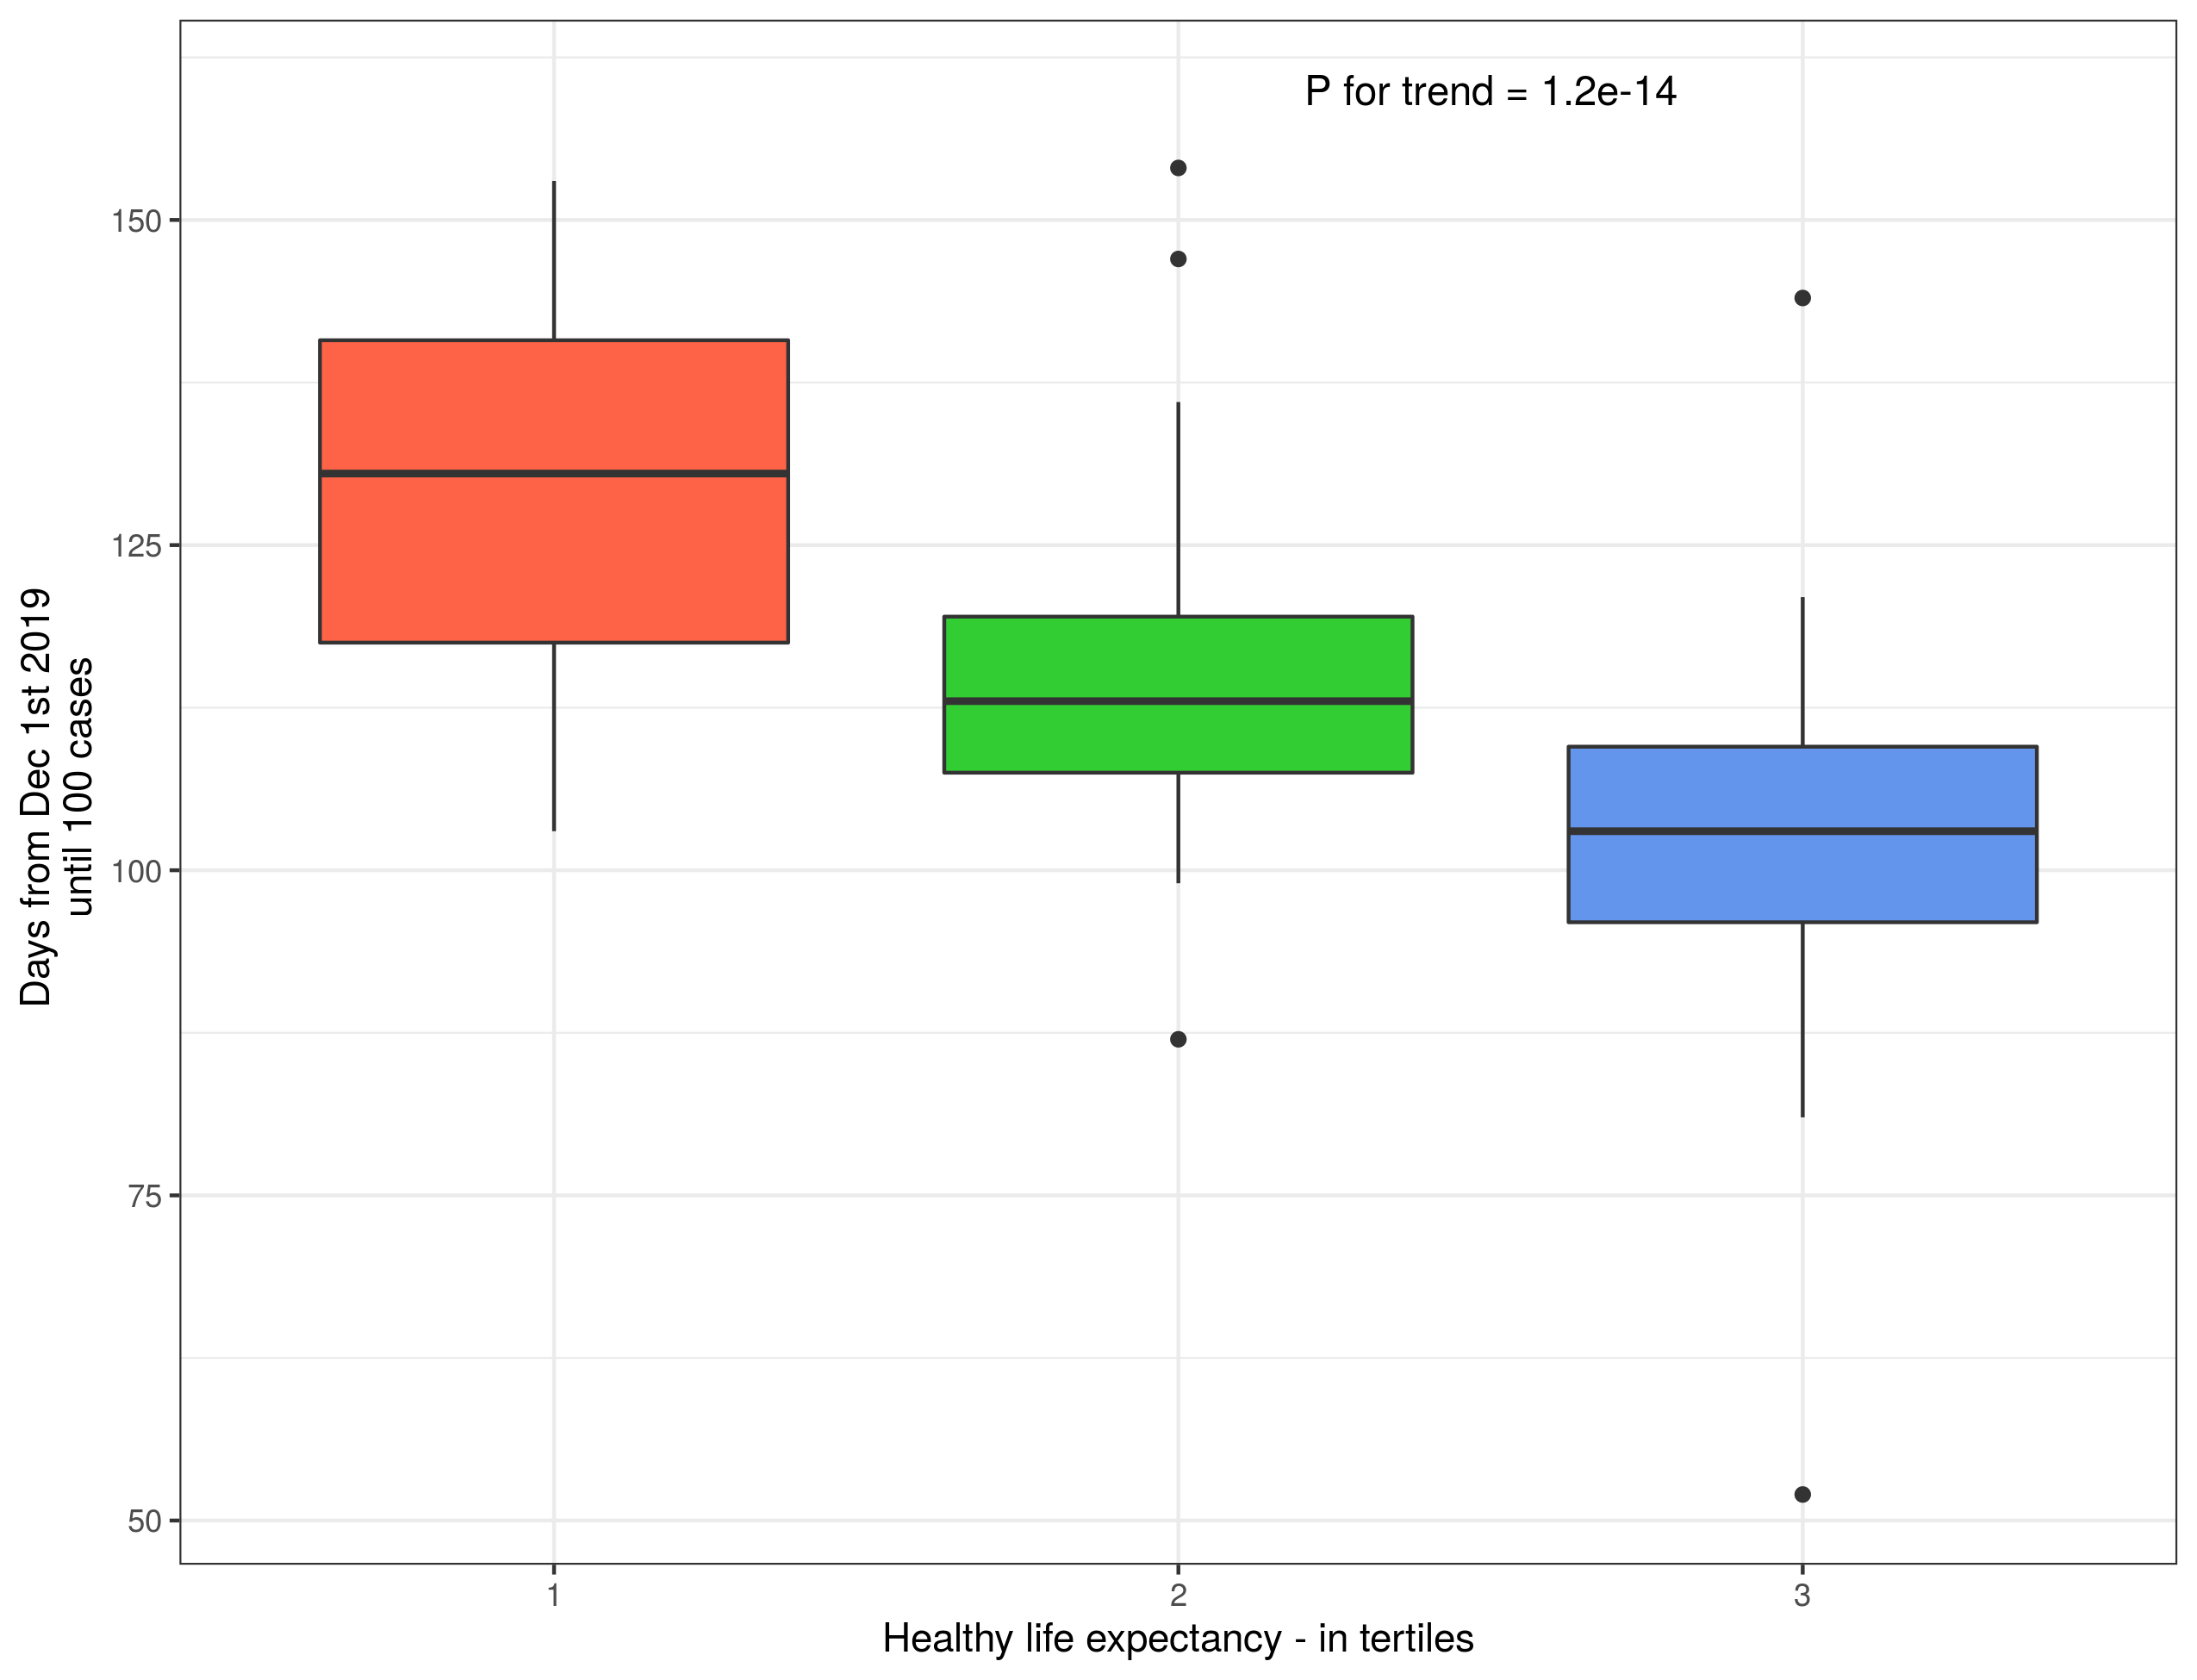 P for trend = 1.2e-14
150
125
100
75
50
Days from Dec 1st 2019
until 100 cases
1
2
3
Healthy life expectancy - in tertiles